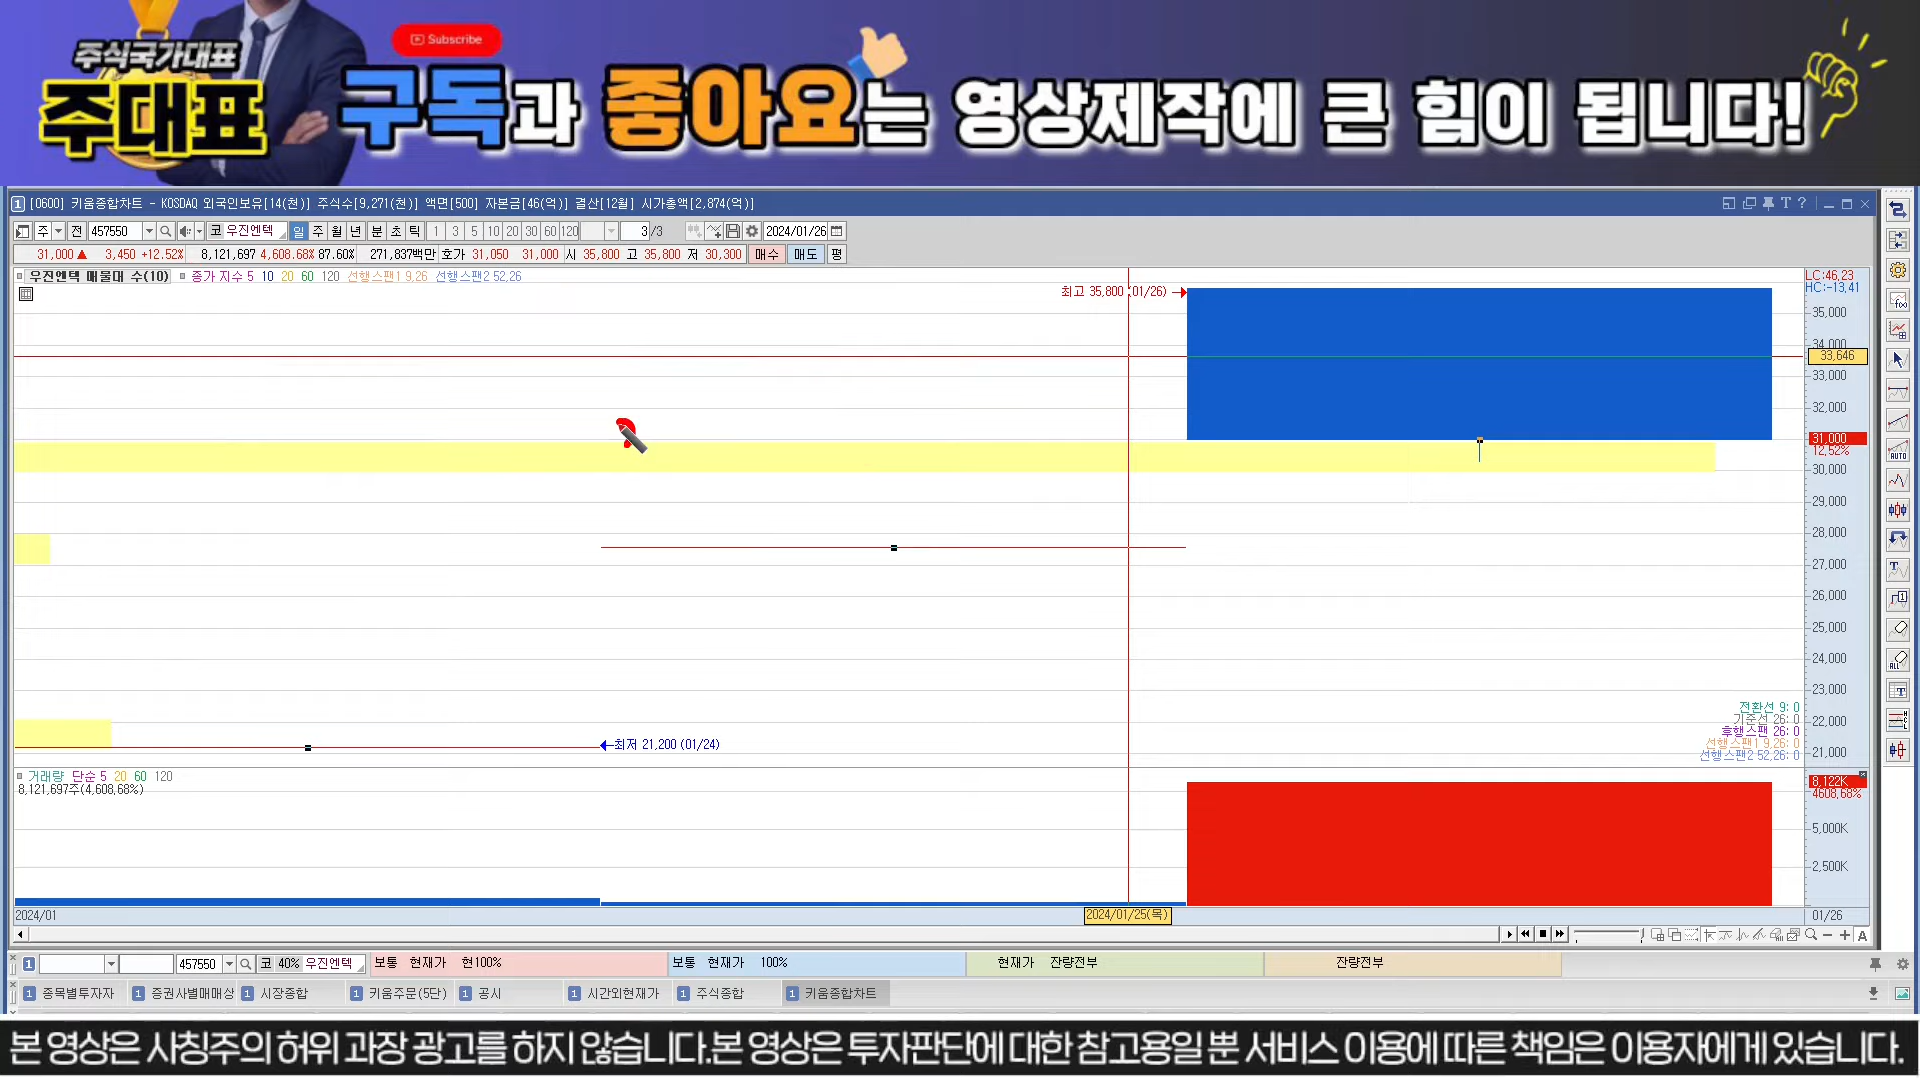 주식국가대표
주대표
Subscribe
구독과 좋아요는 영상제작에 큰 힘이 됩니다!
1 [0600] 키움종합차트 - KOSDAQ 외국인보유[14(천)] 주식수[9,271(천)] 액면[500] 자본금[46(억)] 결산[12월] 시가총액[2,874(억)]
주 전 457550 코 우진엔텍 일 주 월 년 분 초 틱 1 3 5 10 20 30 60 120 3 /3 2024/01/26
31,000 ▲ 3,450 +12.52% 8,121,697 4,608.68% 87.60% 271,837백만 호가 31,050 31,000 시 35,800 고 35,800 저 30,300 매수 매도 평
우진엔텍 매물대 수(10) 종가 지수 5 10 20 60 120 선행스팬1 9,26 선행스팬2 52,26
LC:46,23
HC:-13,41
최고 35,800 (01/26)
35,000
34,000
33,646
33,000
32,000
31,000
12,52%
30,000
29,000
28,000
27,000
26,000
25,000
24,000
23,000
22,000
21,000
전환선 9: 0
기준선 26: 0
후행스팬 26: 0
선행스팬1 9,26: 0
선행스팬2 52,26: 0
최저 21,200 (01/24)
거래량 단순 5 20 60 120
8,121,697주(4,608,68%)
8,122K
4608,68%
5,000K
2,500K
2024/01
2024/01/25(목)
01/26
1 457550 코 40% 우진엔텍 보통 현재가 현100% 보통 현재가 100% 현재가 잔량전부 잔량전부
1 종목별투자자 1 증권사별매매상 1 시장종합 1 키움주문(5단) 1 공시 1 시간외현재가 1 주식종합 1 키움종합차트
본 영상은 사칭주의 허위 과장 광고를 하지 않습니다.본 영상은 투자판단에 대한 참고용일 뿐 서비스 이용에 따른 책임은 이용자에게 있습니다.